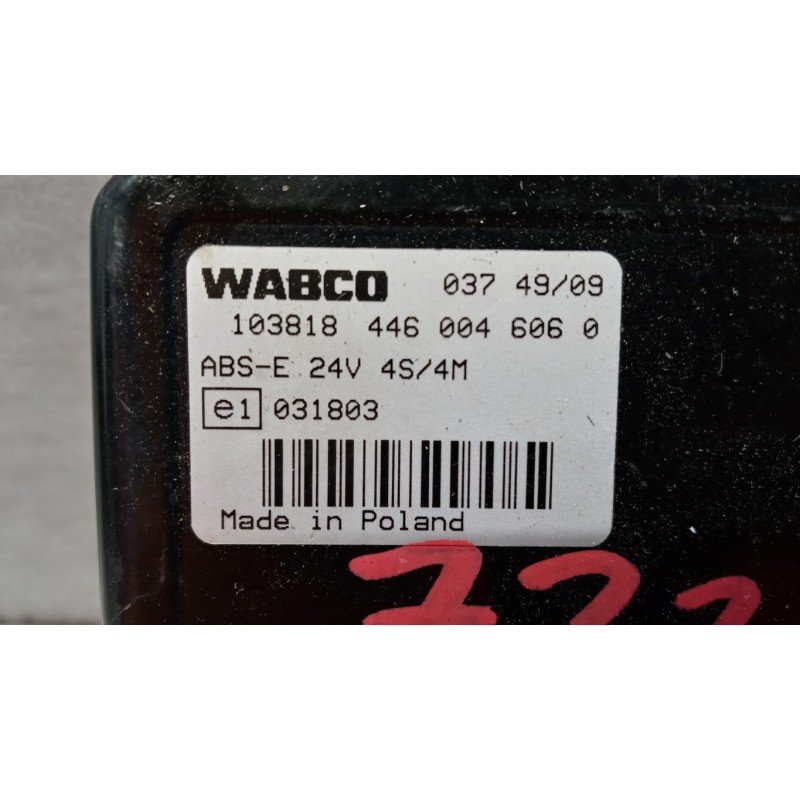 WABCO 037 49/09
103818 446 004 606 0
ABS-E 24V 4S/4M
e1 031803
Made in Poland